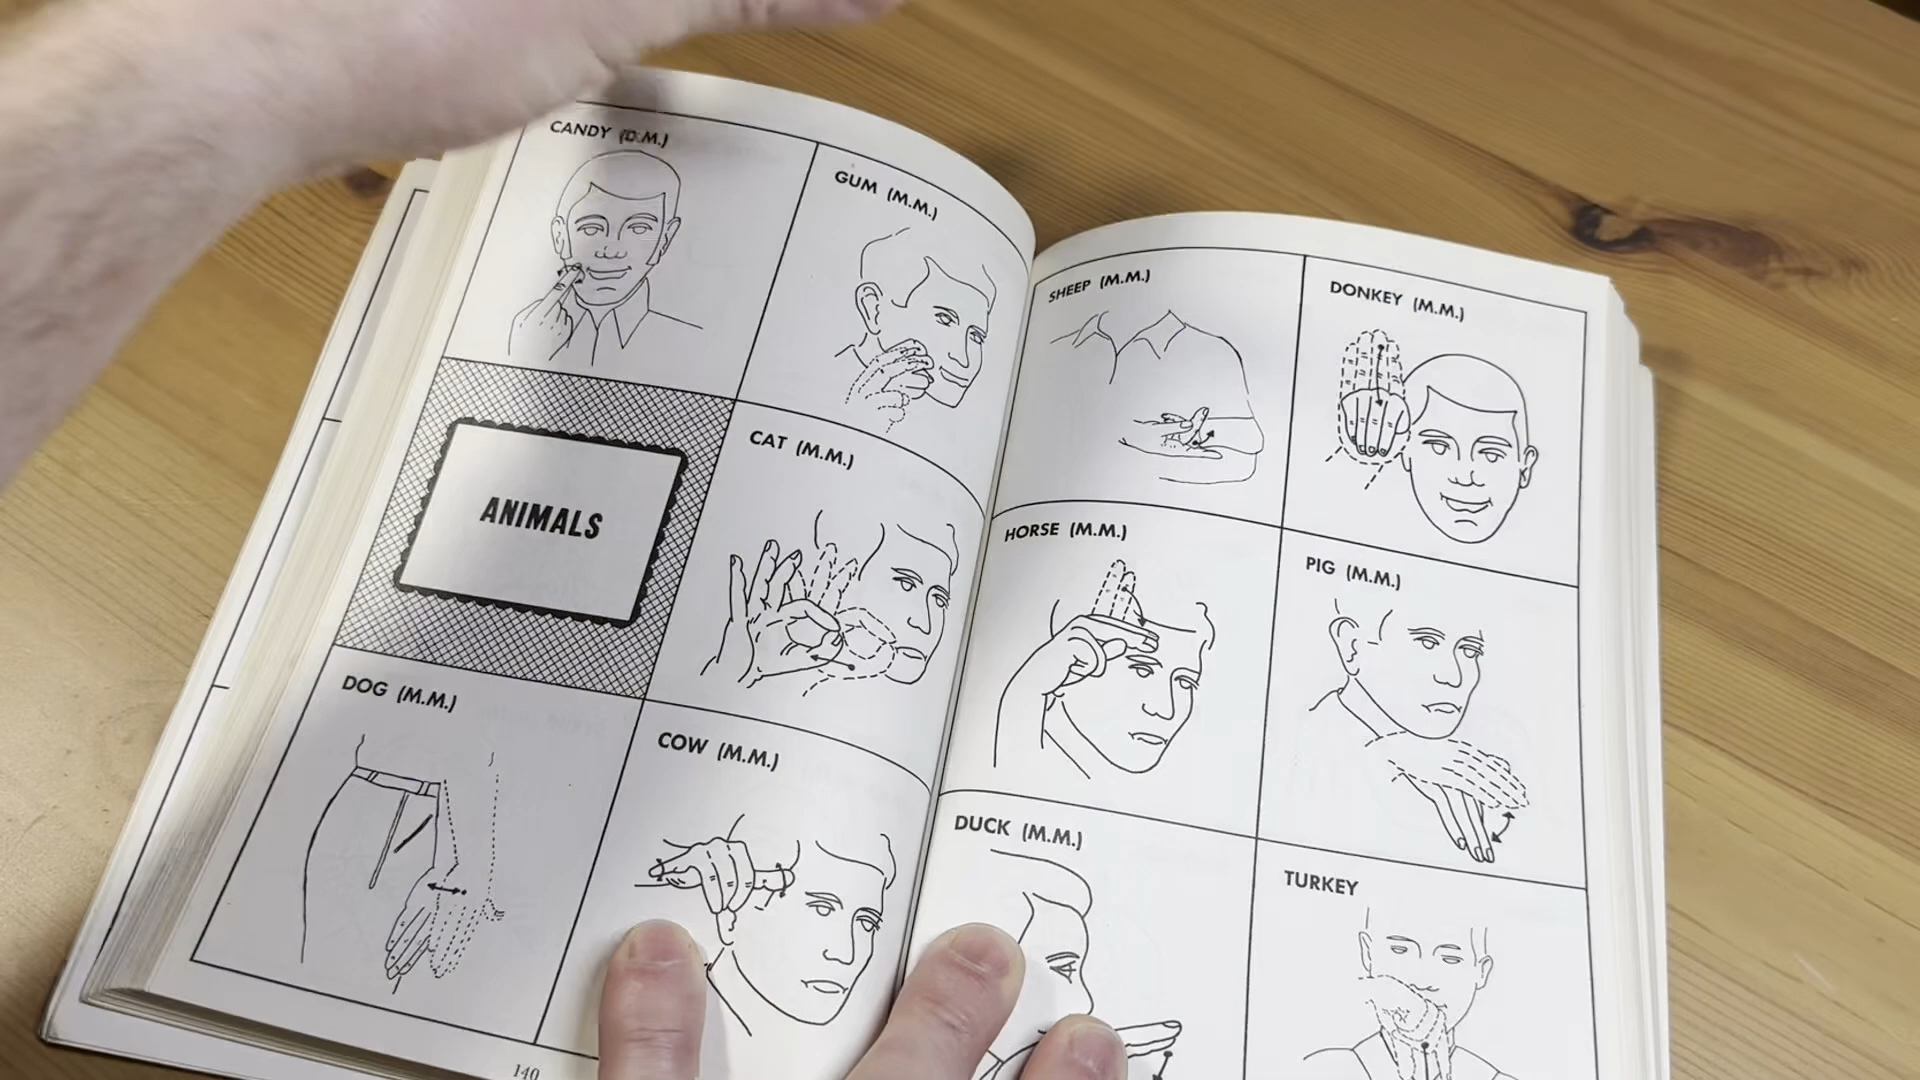 CANDY (D.M.)
GUM (M.M.)
ANIMALS
CAT (M.M.)
DOG (M.M.)
COW (M.M.)
140
SHEEP (M.M.)
DONKEY (M.M.)
HORSE (M.M.)
PIG (M.M.)
DUCK (M.M.)
TURKEY